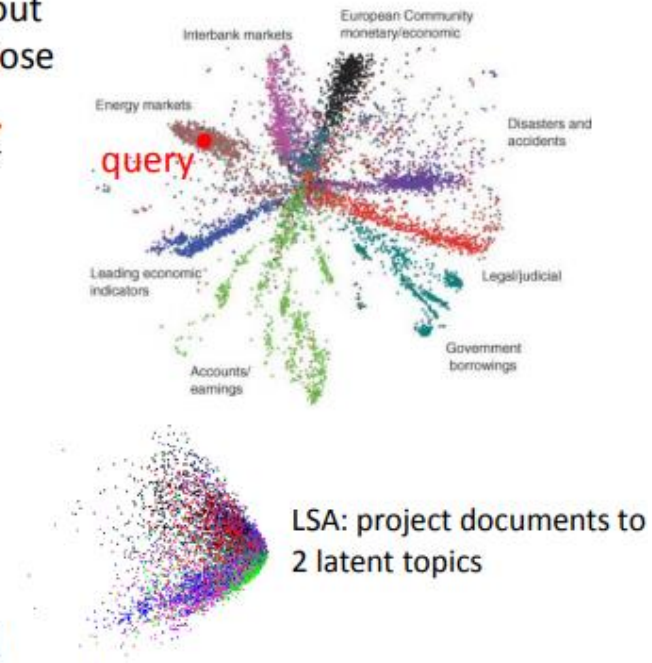 out
ose
European Community
monetary/economic
Interbank markets
Energy markets
query
Disasters and
accidents
Leading economic
indicators
Legal/judicial
Government
borrowings
Accounts/
earnings
LSA: project documents to
2 latent topics